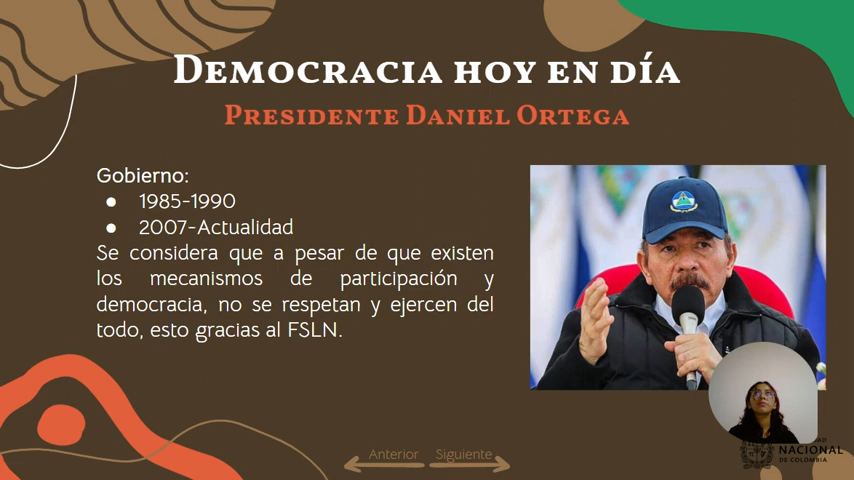 Democracia hoy en día
Presidente Daniel Ortega
Gobierno:
● 1985-1990
● 2007-Actualidad
Se considera que a pesar de que existen
los mecanismos de participación y
democracia, no se respetan y ejercen del
todo, esto gracias al FSLN.
Anterior Siguiente
NACIONAL
DE COLOMBIA